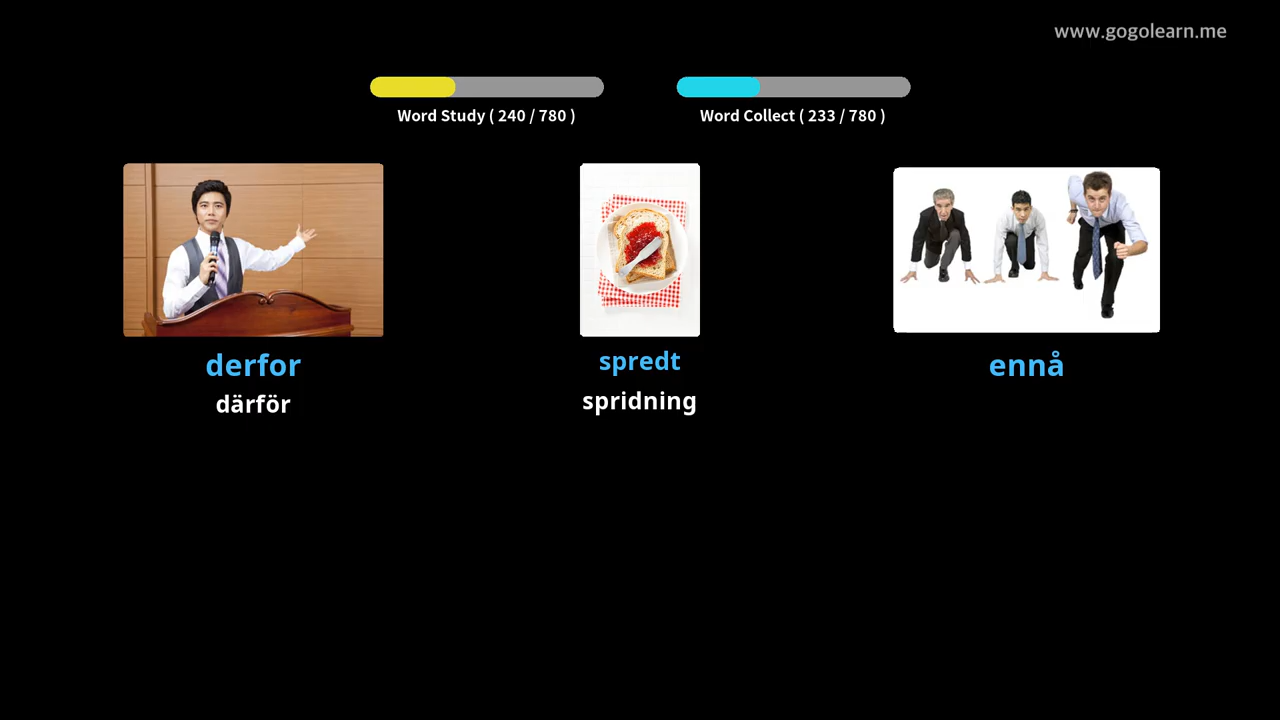 www.gogolearn.me
Word Study ( 240 / 780 )
Word Collect ( 233 / 780 )
derfor
därför
spredt
spridning
ennå